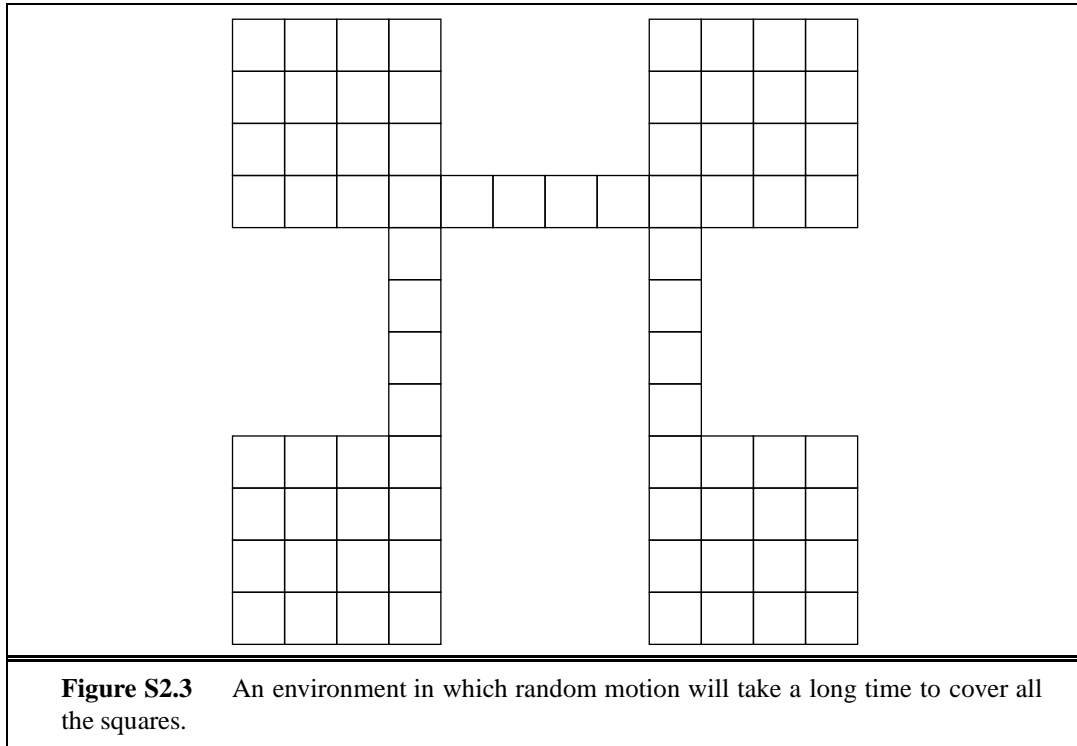 Figure S2.3 An environment in which random motion will take a long time to cover all
the squares.